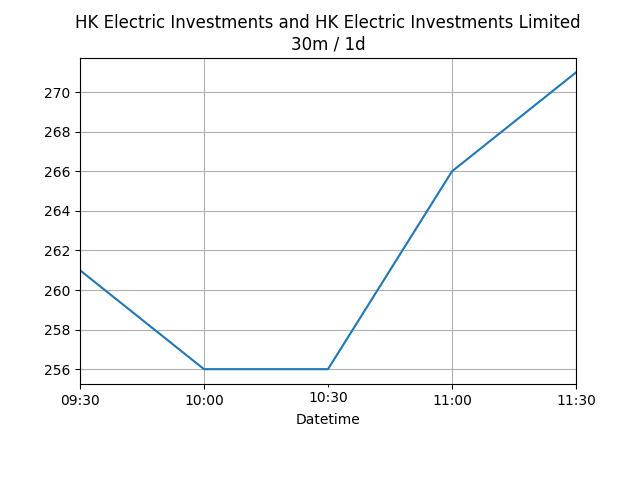 HK Electric Investments and HK Electric Investments Limited
30m / 1d
270
268
266
264
262
260
258
256
09:30 10:00 10:30 11:00 11:30
Datetime